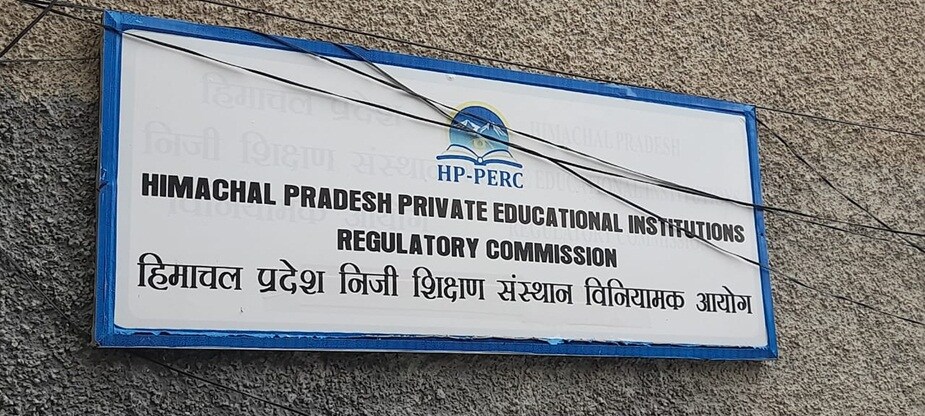 HP-PERC
HIMACHAL PRADESH PRIVATE EDUCATIONAL INSTITUTIONS
REGULATORY COMMISSION
हिमाचल प्रदेश निजी शिक्षण संस्थान विनियामक आयोग